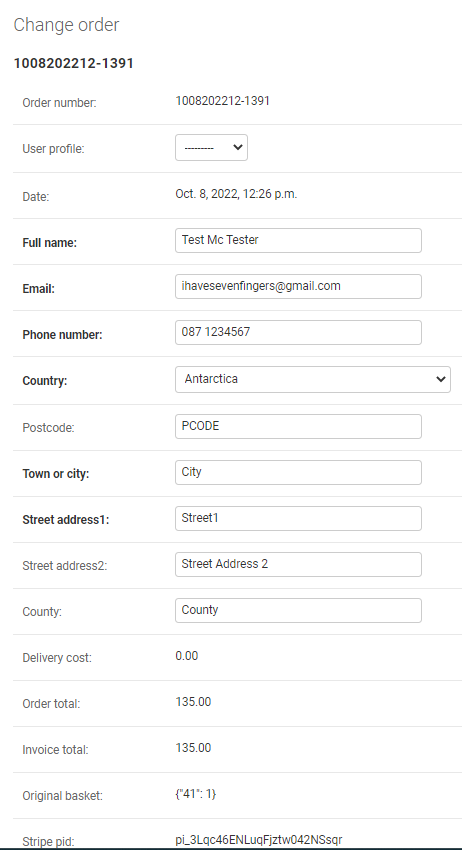 Change order
1008202212-1391
Order number: 1008202212-1391
User profile: ---------
Date: Oct. 8, 2022, 12:26 p.m.
Full name: Test Mc Tester
Email: ihavesevenfingers@gmail.com
Phone number: 087 1234567
Country: Antarctica
Postcode: PCODE
Town or city: City
Street address1: Street1
Street address2: Street Address 2
County: County
Delivery cost: 0.00
Order total: 135.00
Invoice total: 135.00
Original basket: {"41": 1}
Stripe pid: pi_3Lqc46ENLuqFjztw042NSsqr